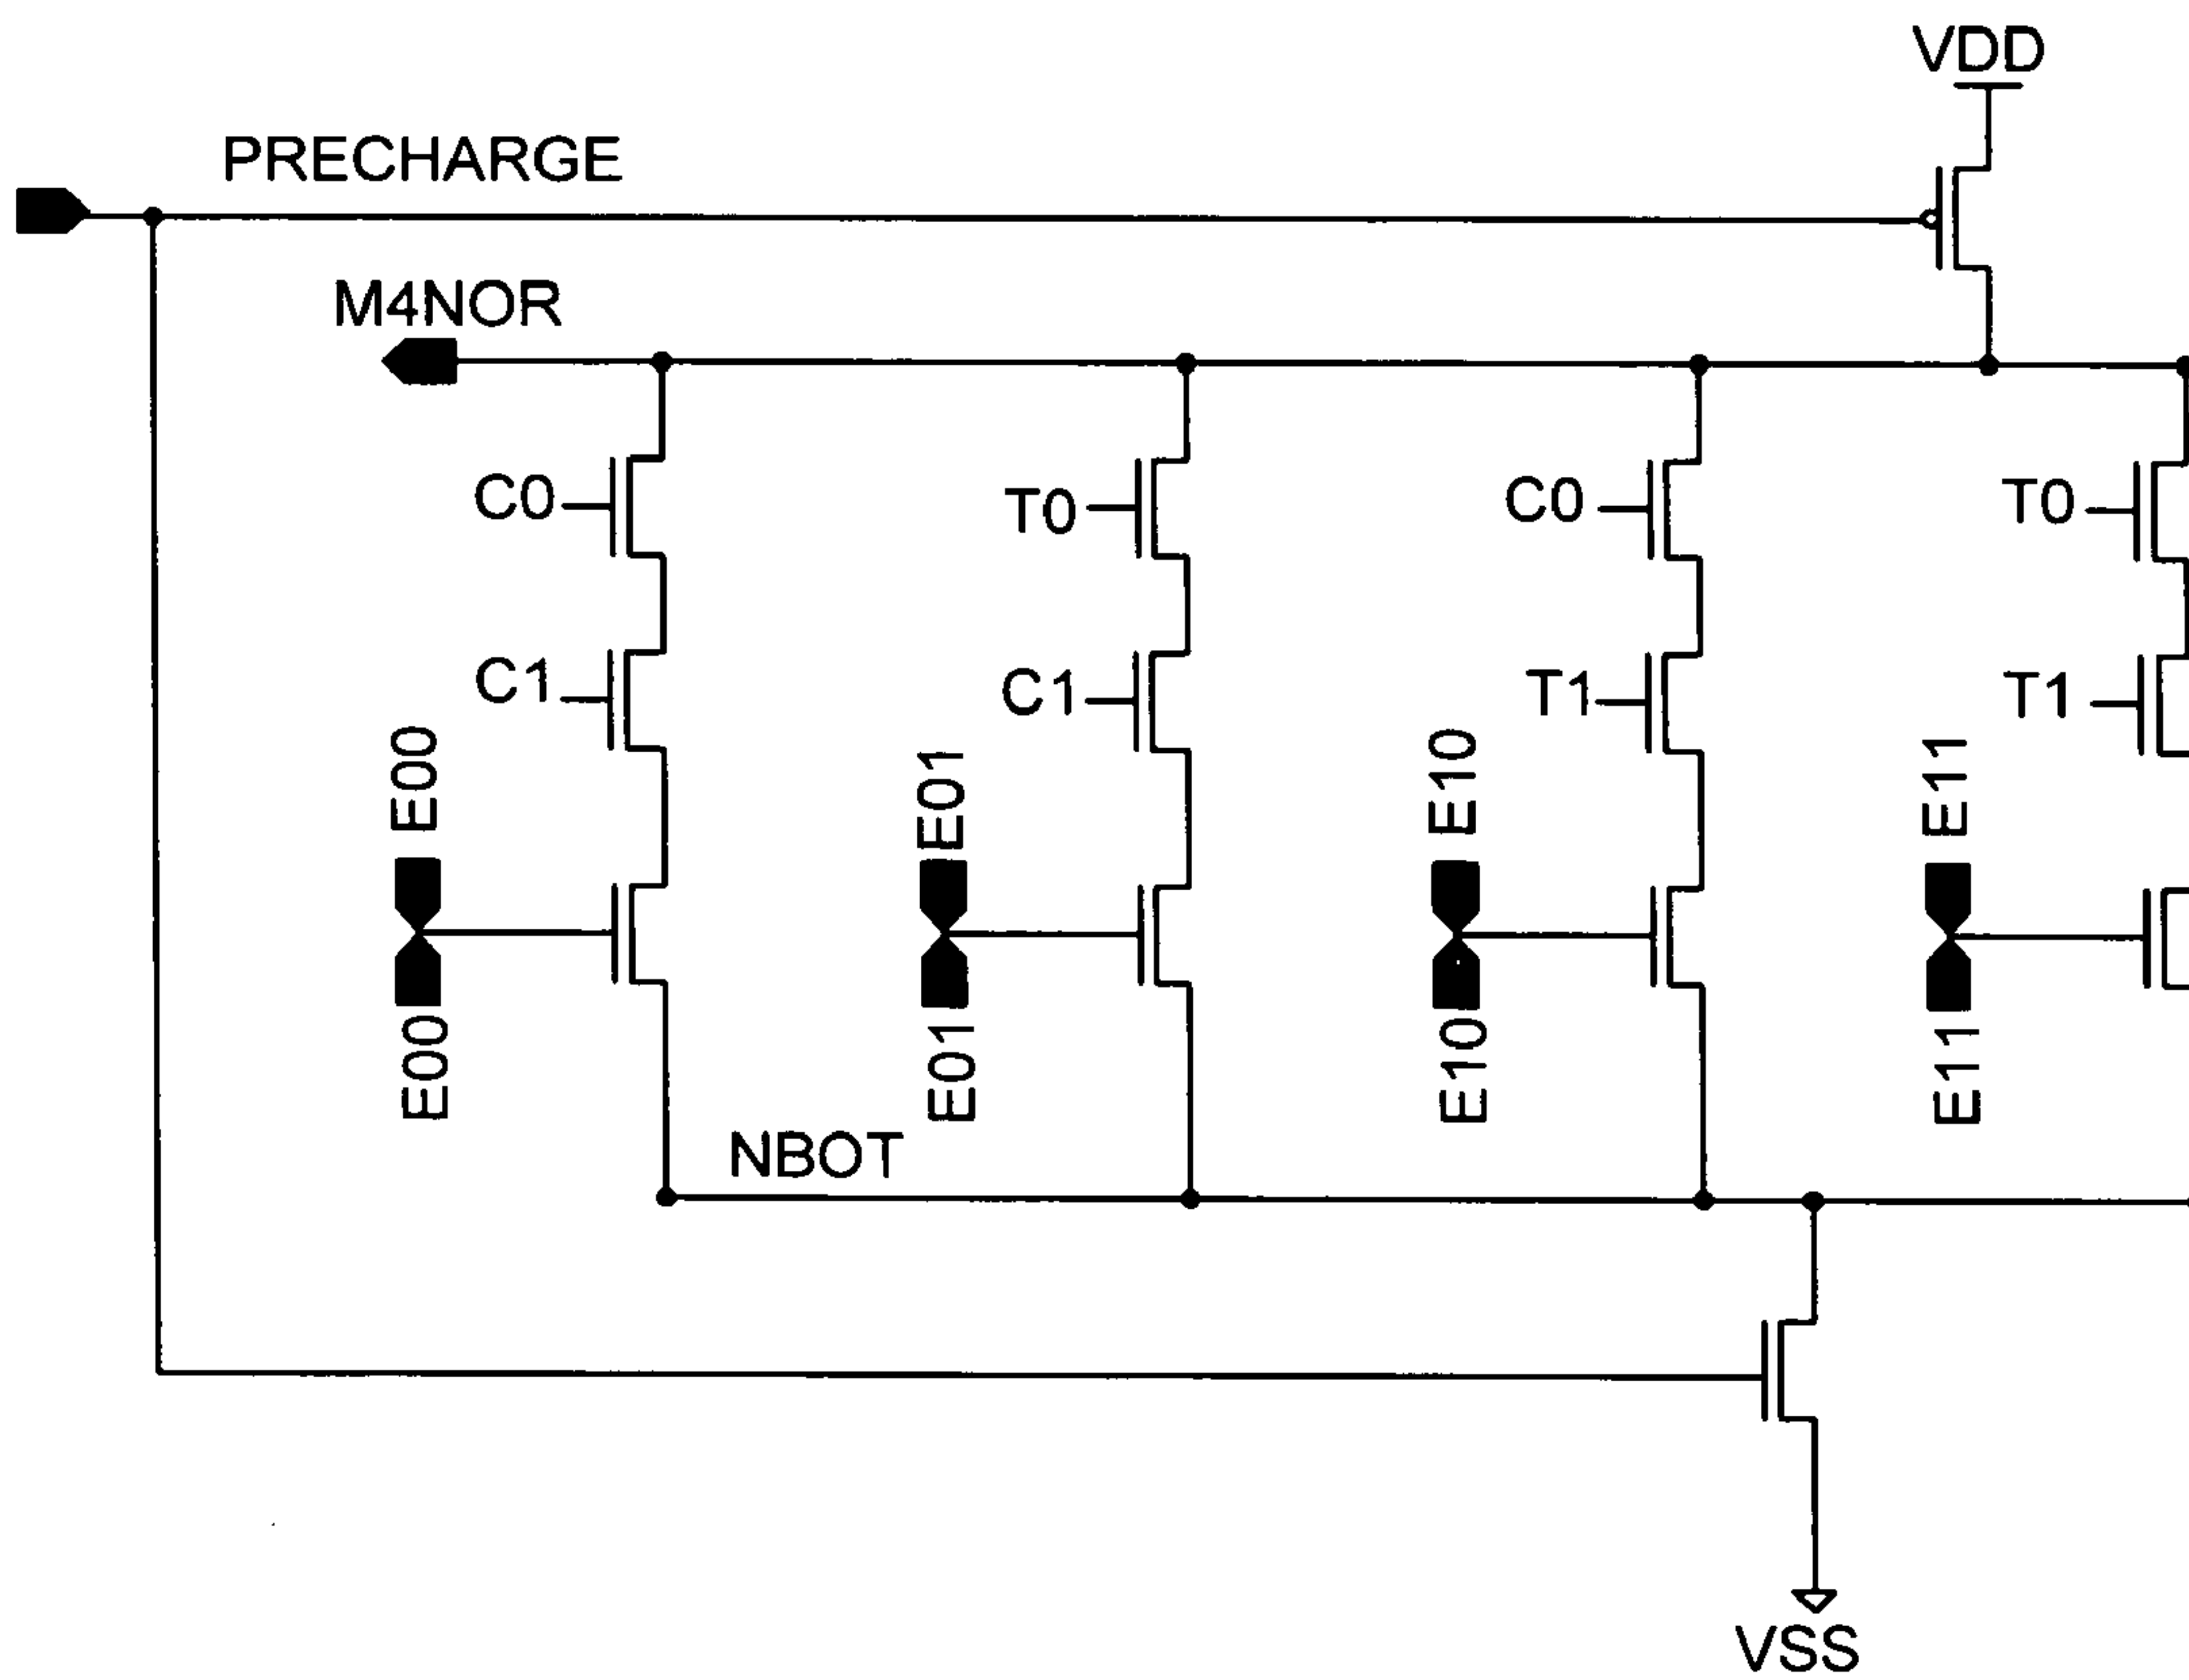 VDD
PRECHARGE
M4NOR
C0
T0
C0
T0
C1
C1
T1
T1
E00
E01
E10
E11
E00
E01
E10
E11
NBOT
VSS